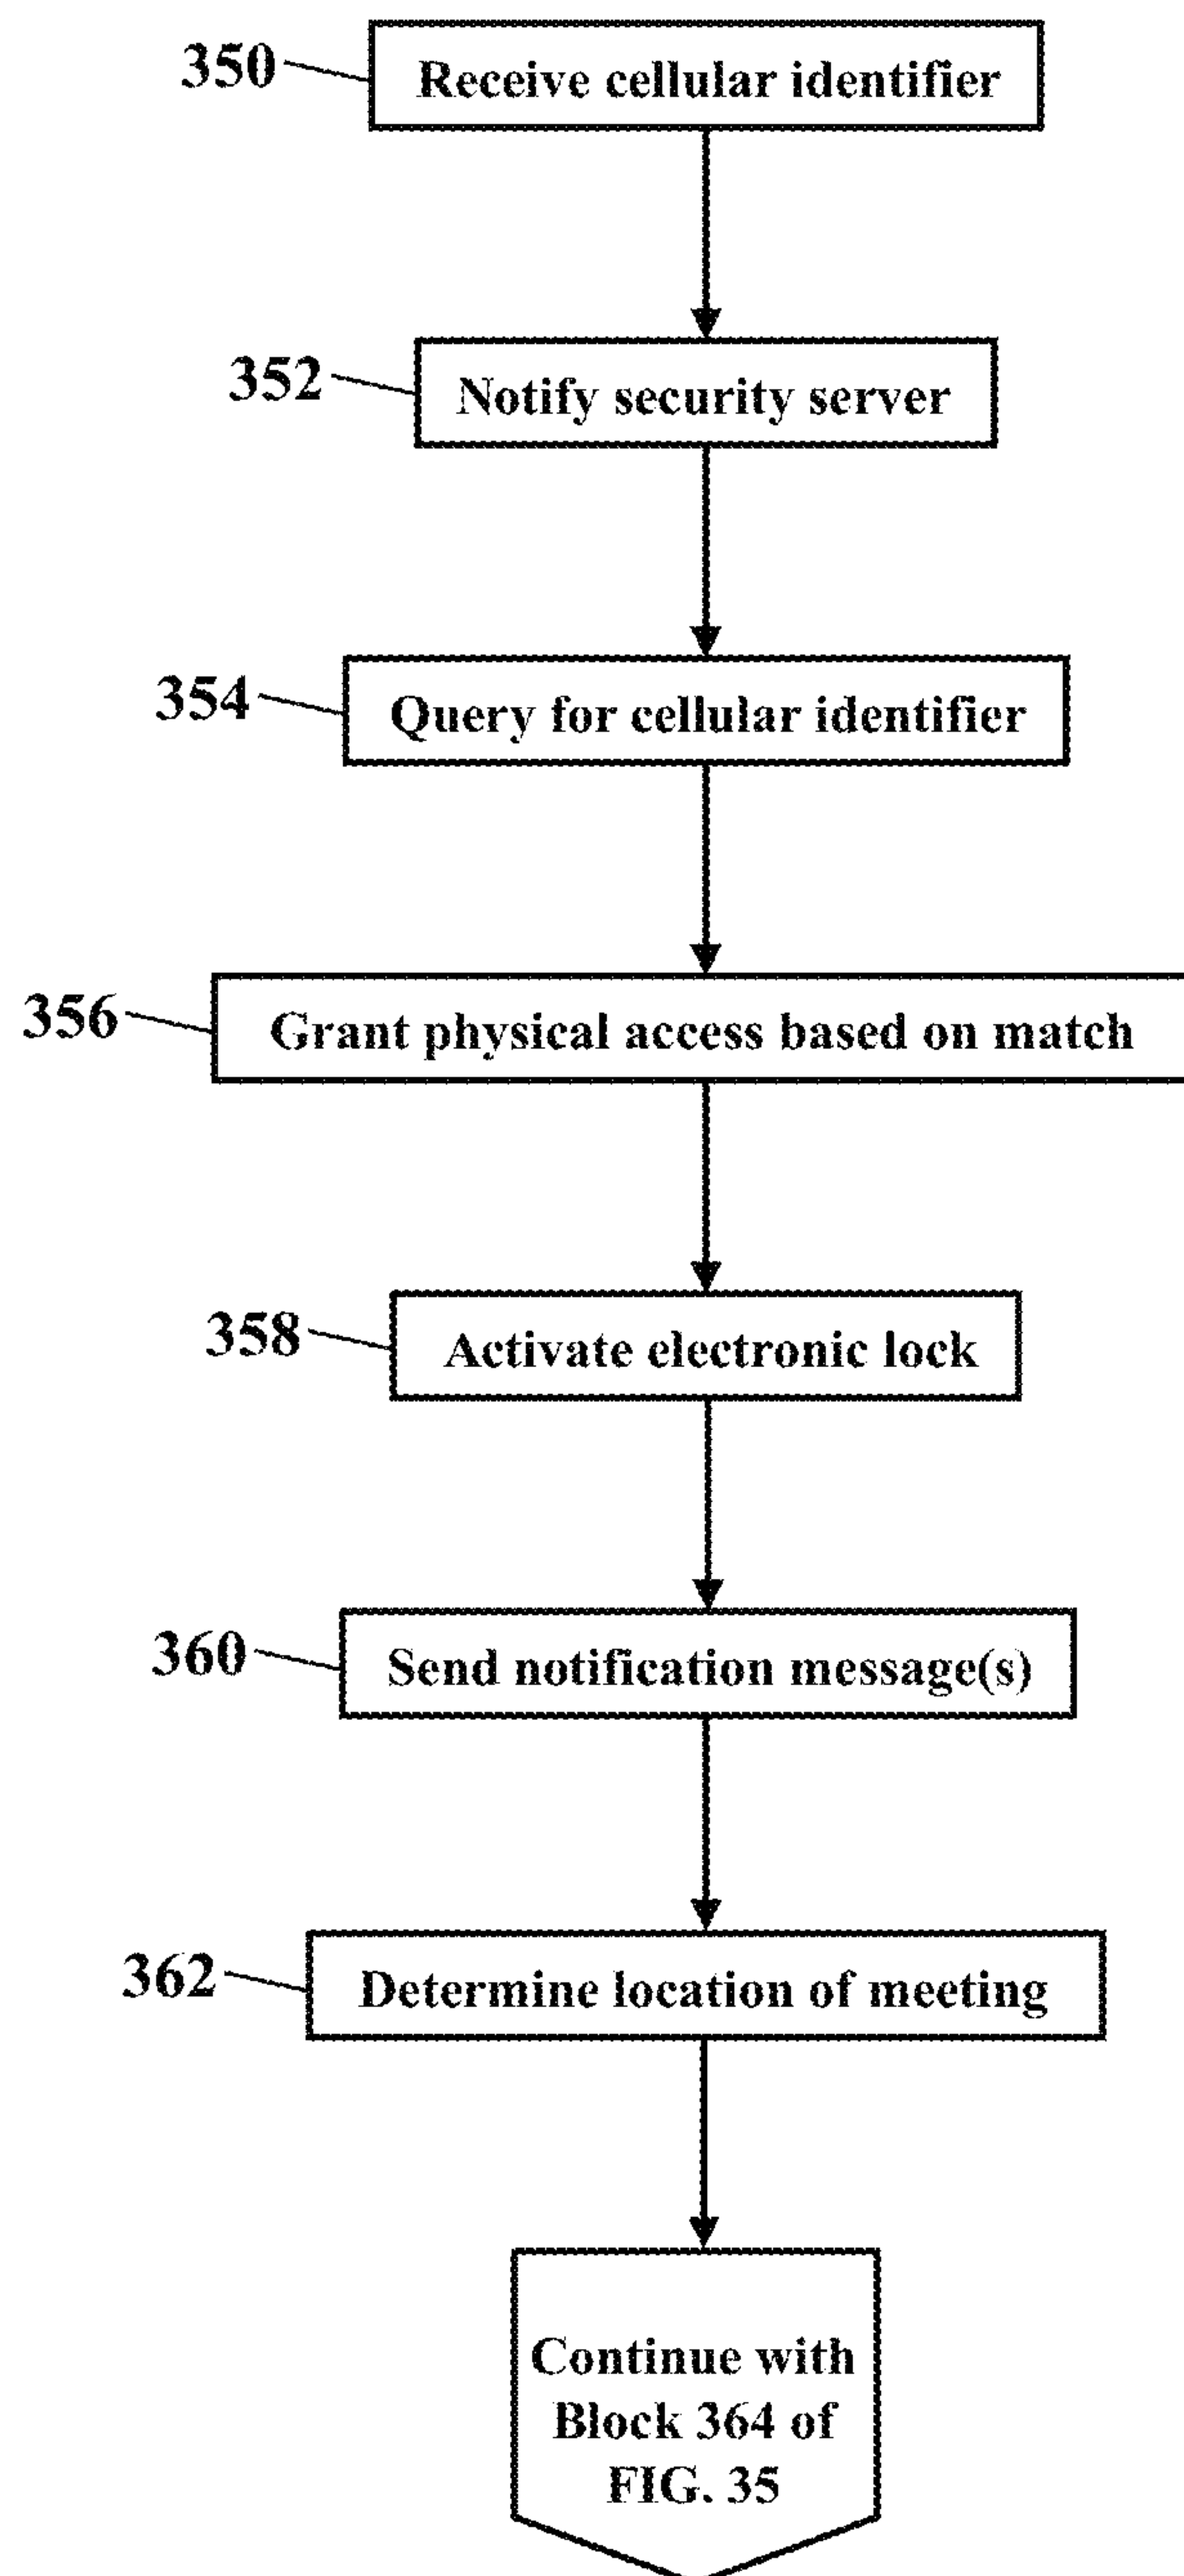 350
Receive cellular identifier
352
Notify security server
354
Query for cellular identifier
356
Grant physical access based on match
358
Activate electronic lock
360
Send notification message(s)
362
Determine location of meeting
Continue with
Block 364 of
FIG. 35